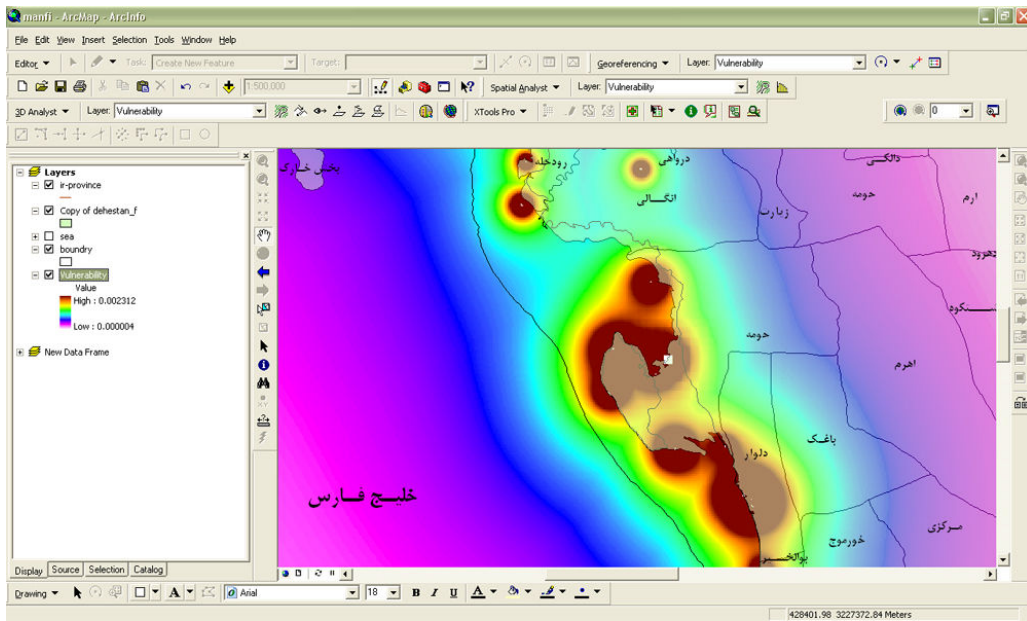 manfi - ArcMap - ArcInfo
File Edit View Insert Selection Tools Window Help
Editor Task: Create New Feature Target: Georeferencing Layer: Vulnerability
1:500,000 Spatial Analyst Layer: Vulnerability
3D Analyst Layer: Vulnerability XTools Pro 0
Layers
ir-province
Copy of dehestan_f
sea
boundry
Vulnerability
Value
High : 0.002312
Low : 0.000004
New Data Frame
بخش خارک
رودحله
درواهی
دالکی
انگالی
زیارت
حومه
ارم
دهرود
حومه
اهرم
باغک
دلوار
خلیج فارس
مرکزی
خورموج
بوالخیر
Display Source Selection Catalog
Drawing A Arial 18 B I U A
428401.98 3227372.84 Meters